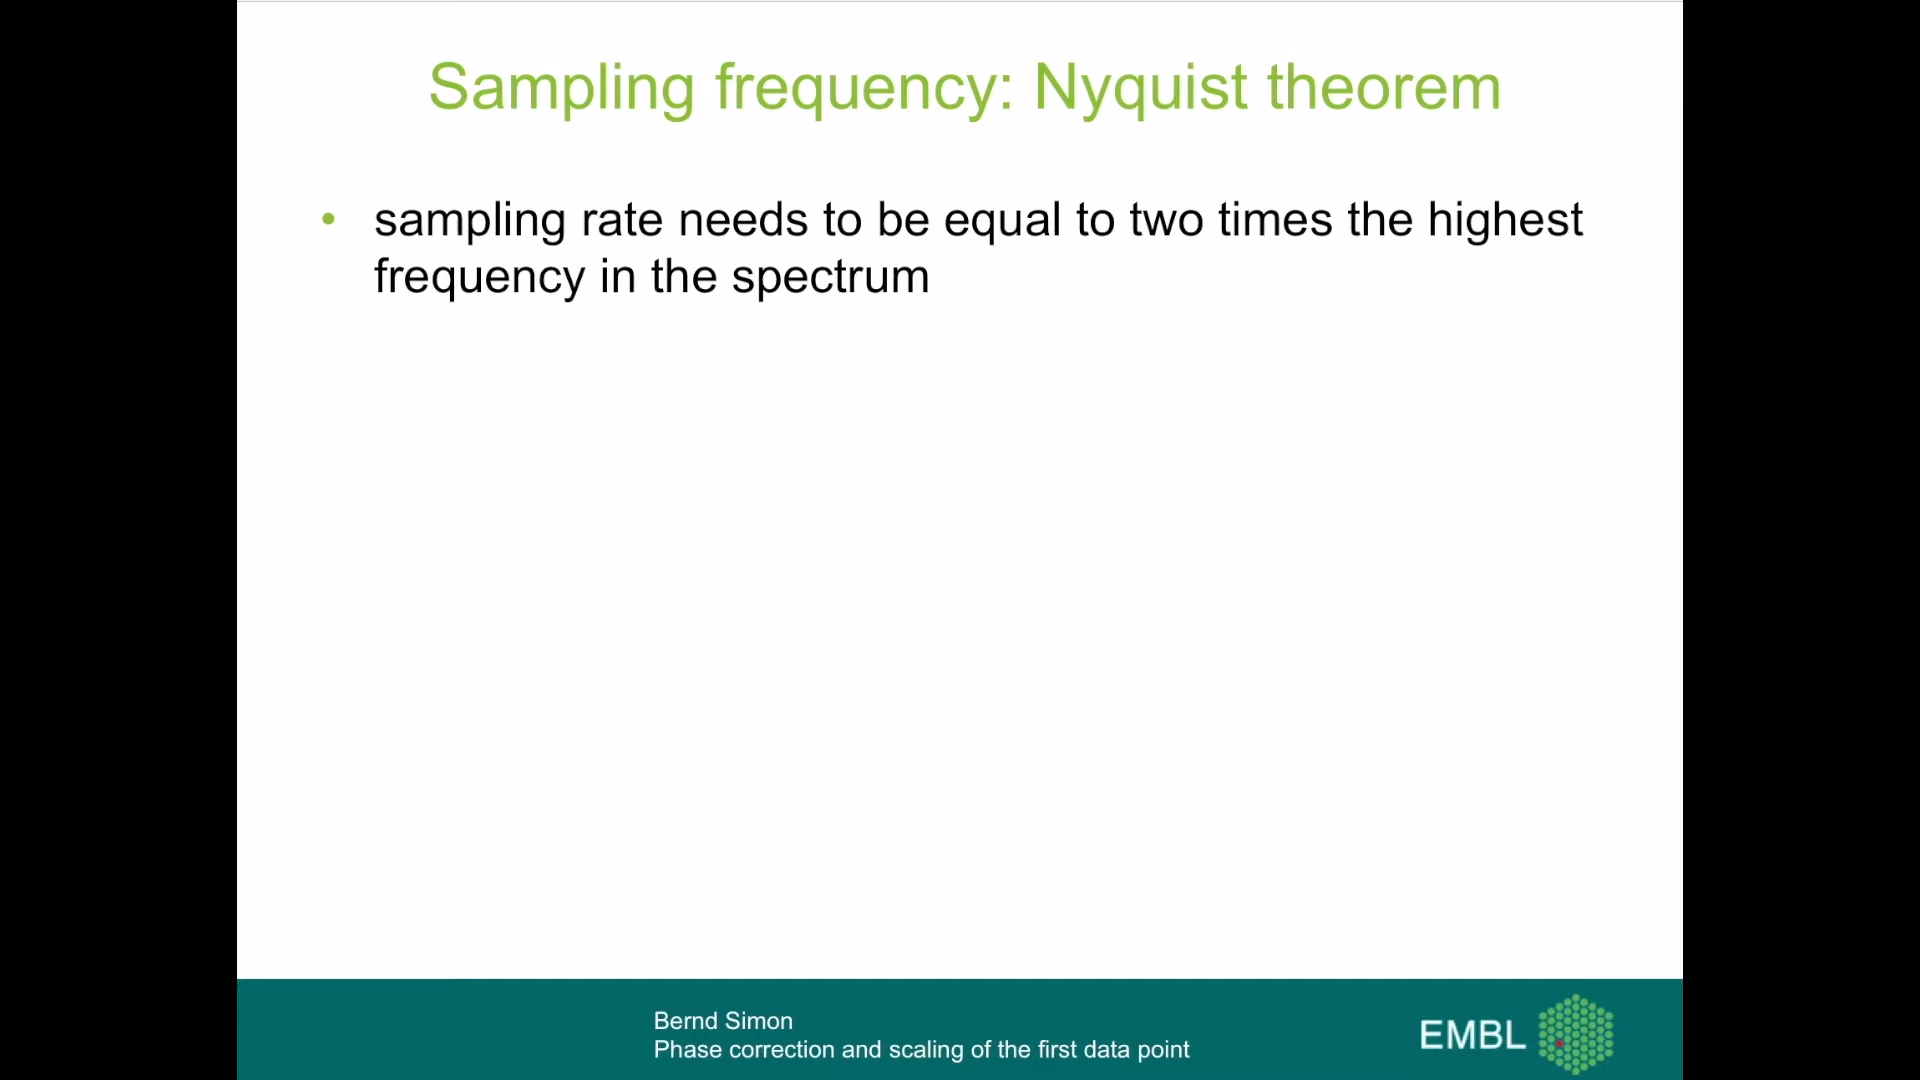 Sampling frequency: Nyquist theorem
• sampling rate needs to be equal to two times the highest
frequency in the spectrum
Bernd Simon
Phase correction and scaling of the first data point
EMBL